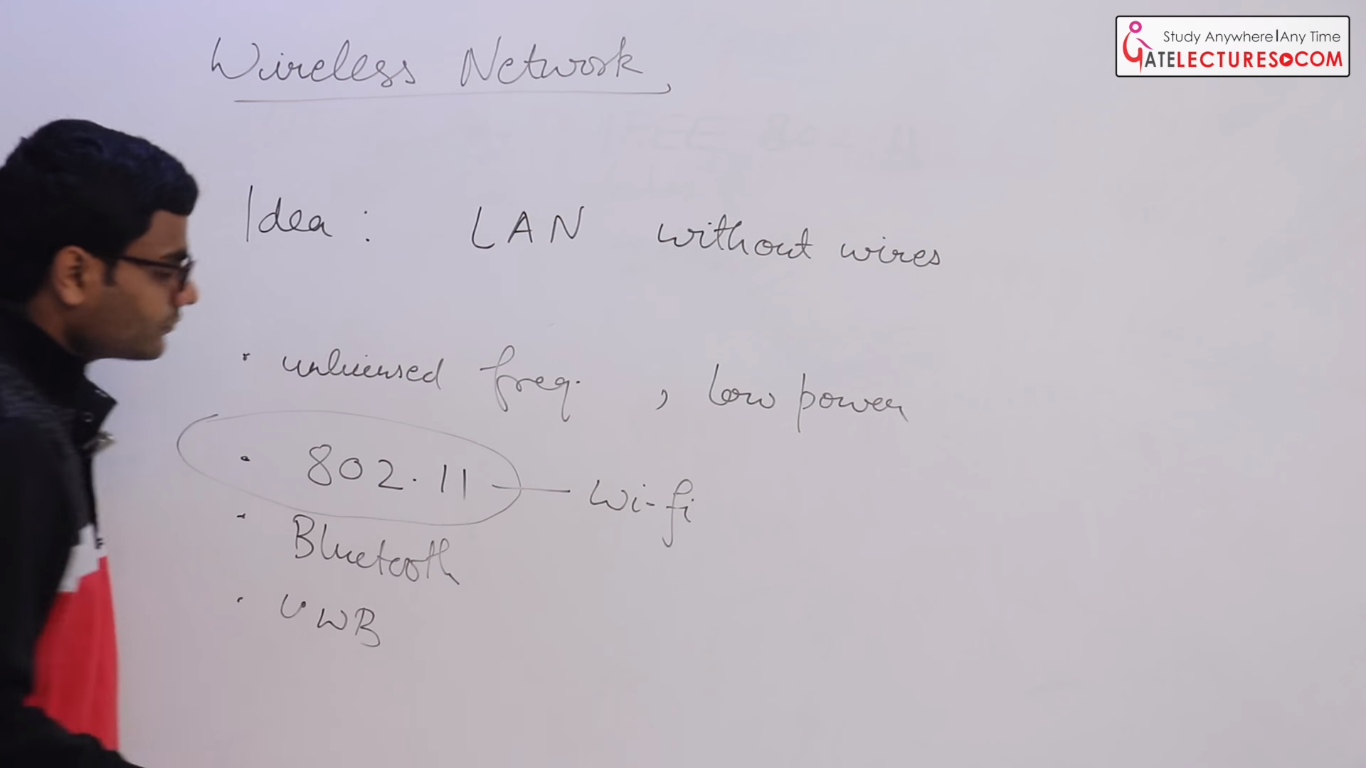 Study Anywhere|Any Time
GATELECTURES.COM
Wireless Network,
Idea : LAN without wires
· unlicensed freq. , low power
· 802.11 — Wi-fi
· Bluetooth
· UWB